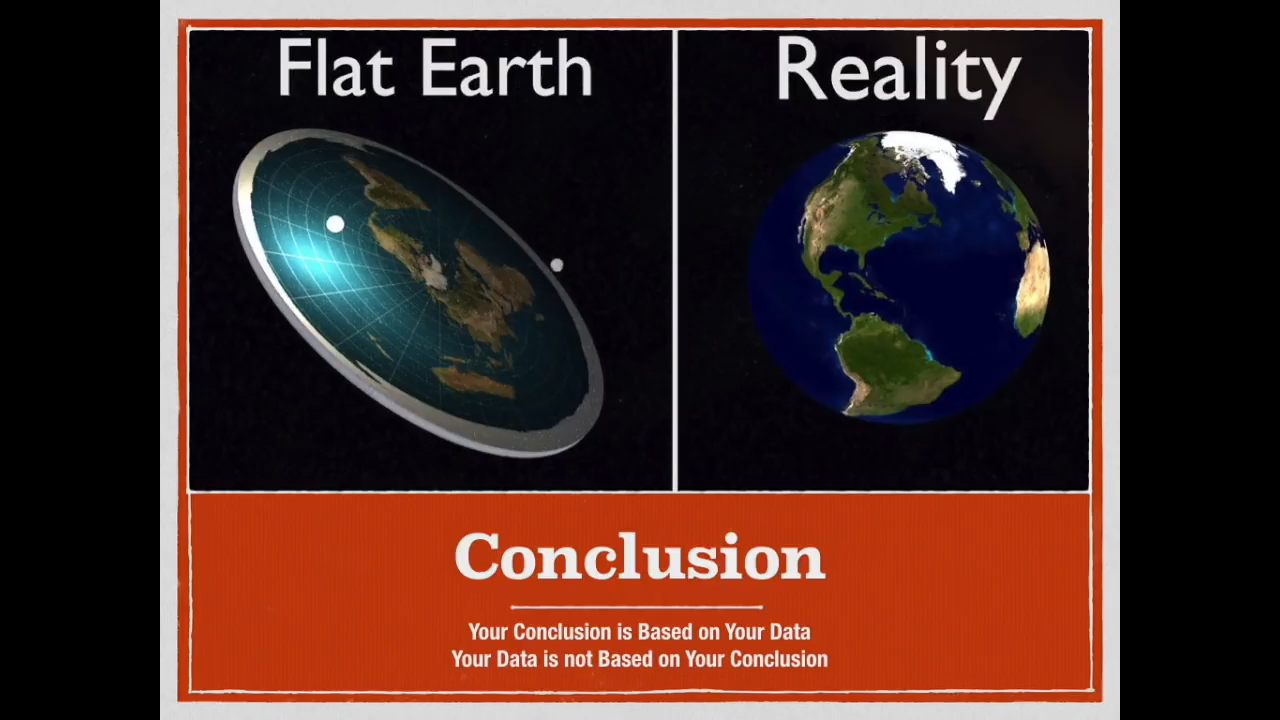 Flat Earth
Reality
Conclusion
Your Conclusion is Based on Your Data
Your Data is not Based on Your Conclusion